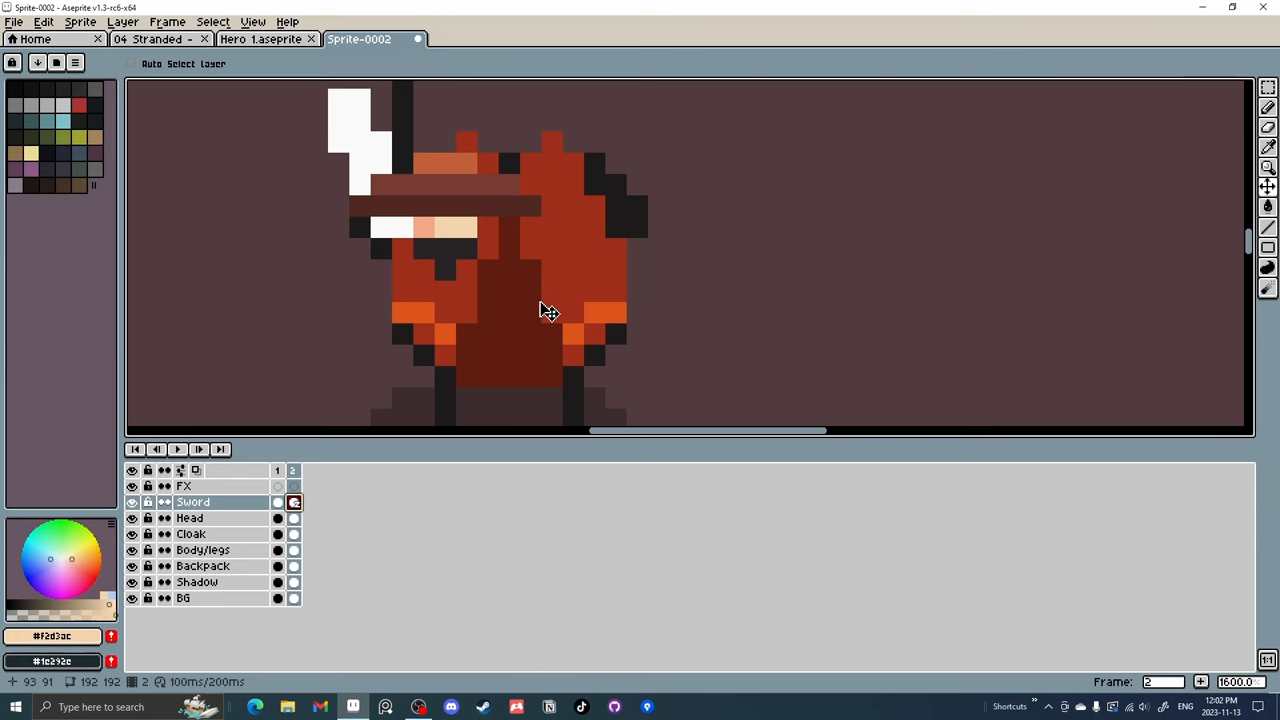 Sprite-0002 - Aseprite v1.3-rc6-x64
File Edit Sprite Layer Frame Select View Help
Home 04 Stranded - Hero 1.aseprite Sprite-0002
Auto Select Layer
1 2
FX
Sword
Head
Cloak
Body/legs
Backpack
Shadow
BG
#f2d3ac
#1c292c
93 91 192 192 2 100ms/200ms Frame: 2 1600.0
1:1
Type here to search
Shortcuts
12:02 PM
2023-11-13